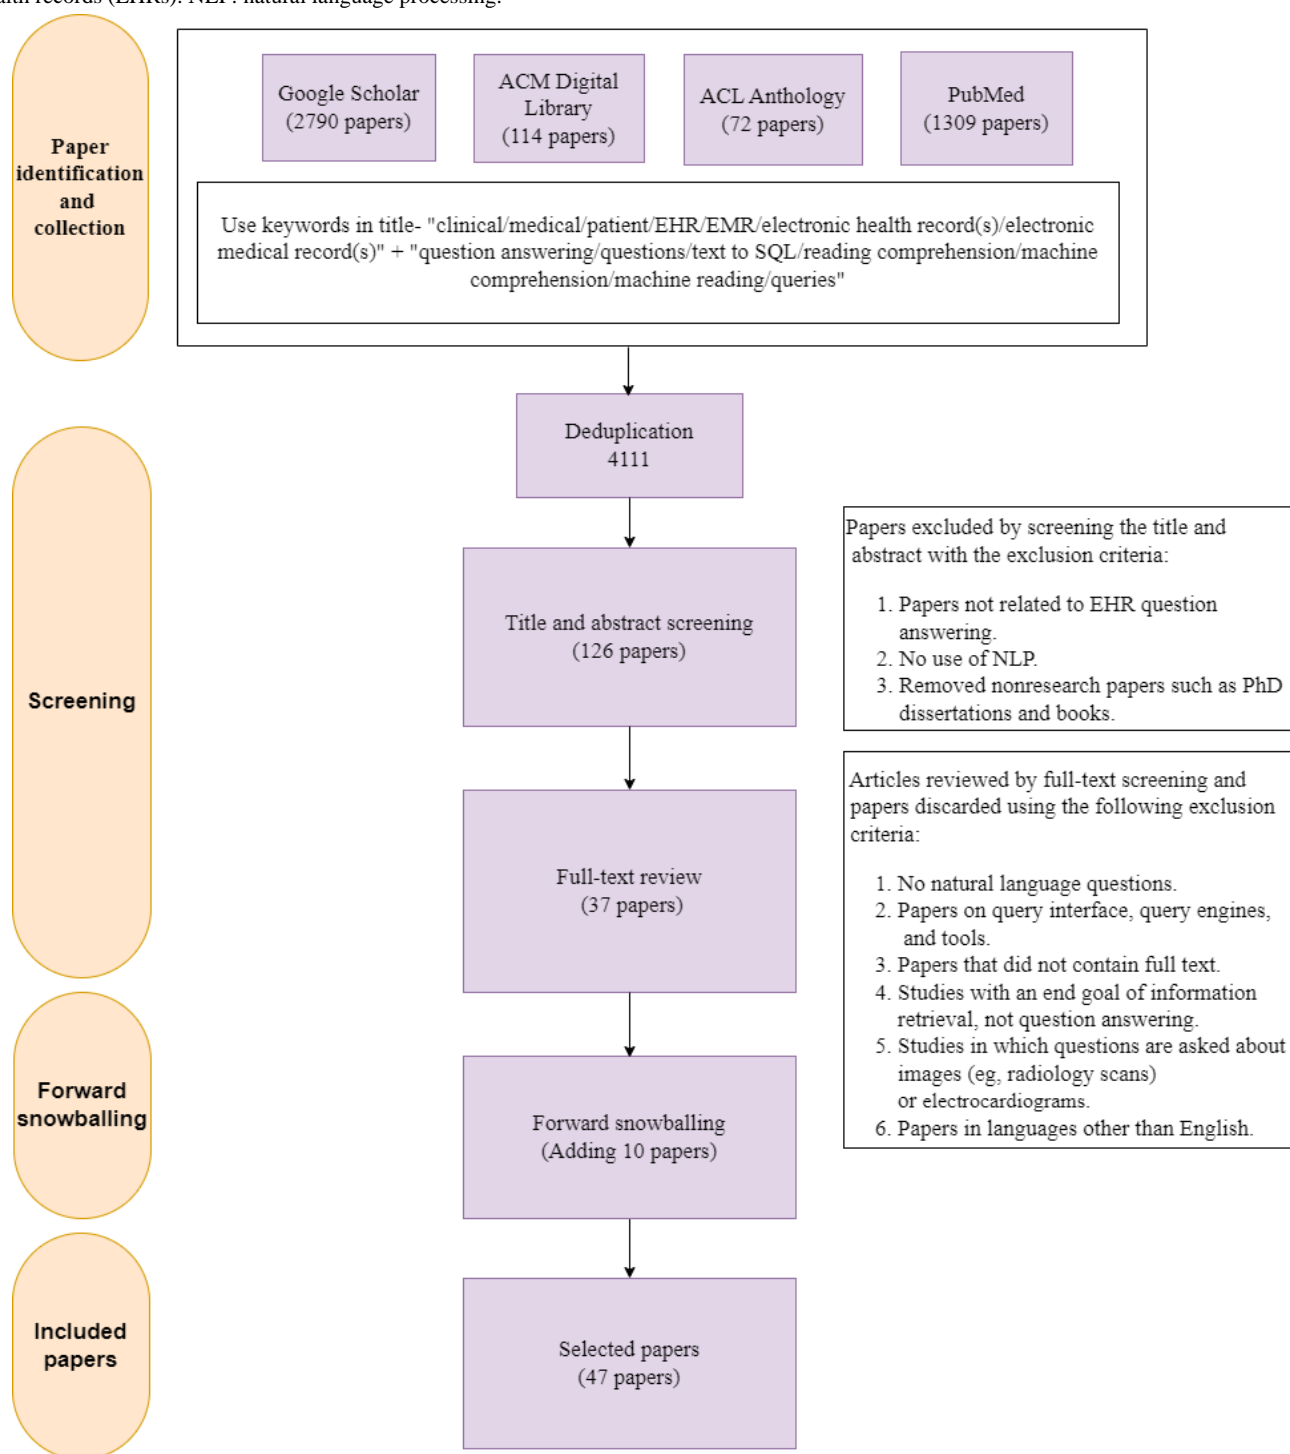 alth records (EHRs). NLP: natural language processing.
Paper
identification
and
collection
Google Scholar
(2790 papers)
ACM Digital
Library
(114 papers)
ACL Anthology
(72 papers)
PubMed
(1309 papers)
Use keywords in title- "clinical/medical/patient/EHR/EMR/electronic health record(s)/electronic
medical record(s)" + "question answering/questions/text to SQL/reading comprehension/machine
comprehension/machine reading/queries"
Deduplication
4111
Screening
Title and abstract screening
(126 papers)
Papers excluded by screening the title and
abstract with the exclusion criteria:
1. Papers not related to EHR question
answering.
2. No use of NLP.
3. Removed nonresearch papers such as PhD
dissertations and books.
Full-text review
(37 papers)
Articles reviewed by full-text screening and
papers discarded using the following exclusion
criteria:
1. No natural language questions.
2. Papers on query interface, query engines,
and tools.
3. Papers that did not contain full text.
4. Studies with an end goal of information
retrieval, not question answering.
5. Studies in which questions are asked about
images (eg, radiology scans)
or electrocardiograms.
6. Papers in languages other than English.
Forward
snowballing
Forward snowballing
(Adding 10 papers)
Included
papers
Selected papers
(47 papers)